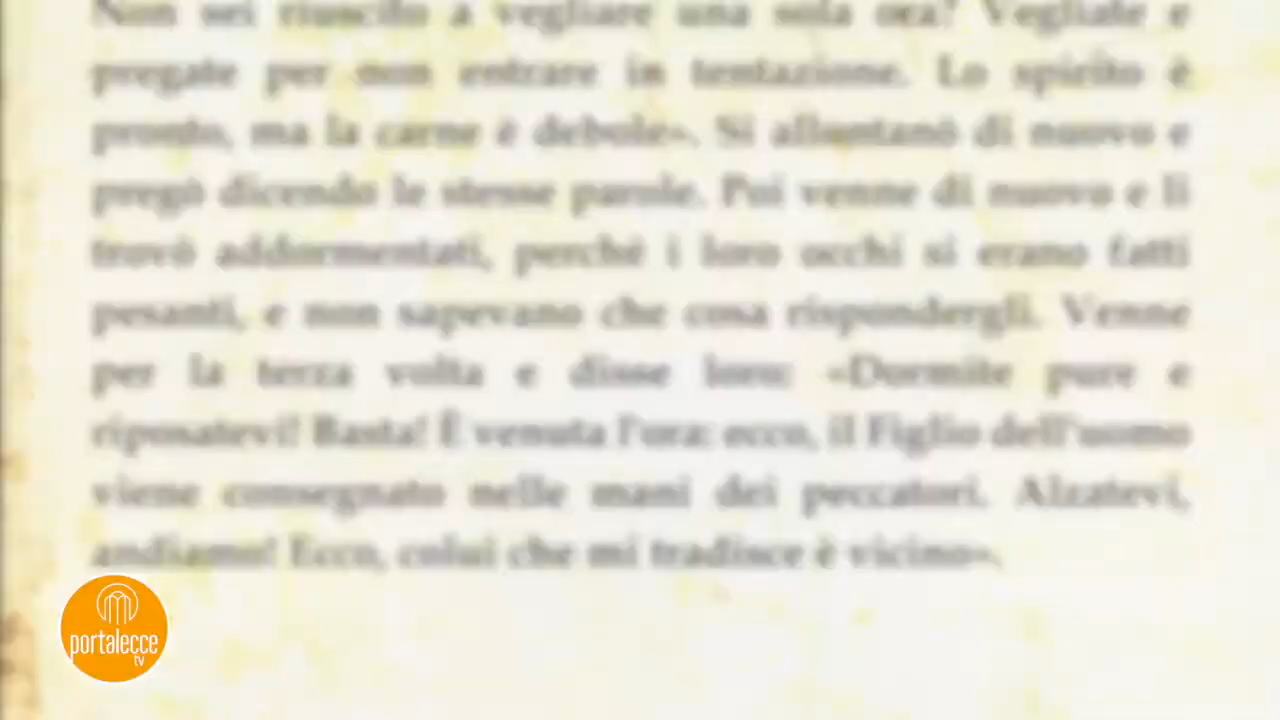 Non sei riuscito a vegliare una sola ora? Vegliate e
pregate per non entrare in tentazione. Lo spirito è
pronto, ma la carne è debole». Si allontanò di nuovo e
pregò dicendo le stesse parole. Poi venne di nuovo e li
trovò addormentati, perché i loro occhi si erano fatti
pesanti, e non sapevano che cosa rispondergli. Venne
per la terza volta e disse loro: «Dormite pure e
riposatevi! Basta! È venuta l'ora: ecco, il Figlio dell'uomo
viene consegnato nelle mani dei peccatori. Alzatevi,
andiamo! Ecco, colui che mi tradisce è vicino».
portalecce
tv